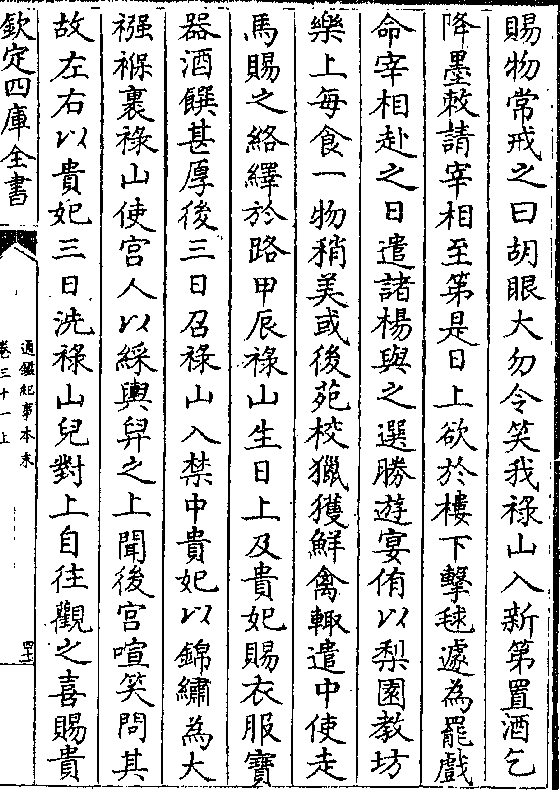 賜物常戒之曰胡眼大勿令笑我祿山入新第置酒乞
降墨敕請宰相至第是日上欲於樓下擊毬遽為罷戲
命宰相赴之日遣諸楊與之選勝遊宴侑以梨園教坊
樂上每食一物稍美或後苑校獵獲鮮禽輙遣中使走
馬賜之絡繹於路甲辰祿山生日上及貴妃賜衣服寶
器酒饌甚厚後三日召祿山入禁中貴妃以錦繡為大
襁褓裹祿山使宮人以綵輿舁之上聞後宮喧笑問其
故左右以貴妃三日洗祿山兒對上自往觀之喜賜貴
欽定四庫全書
通鑑紀事本末
卷三十一上